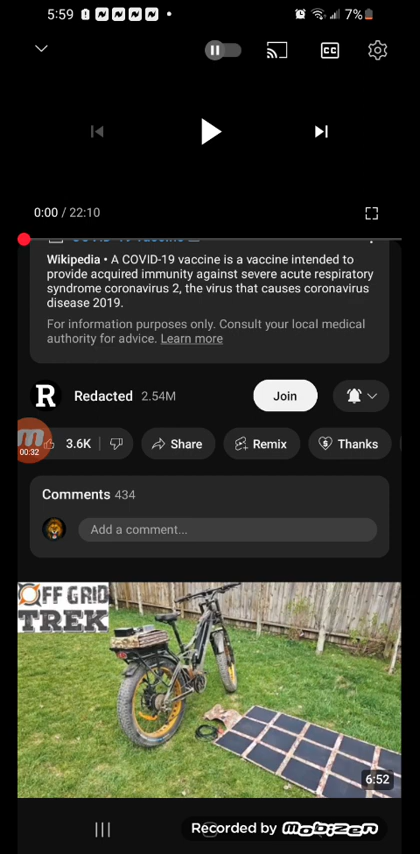 5:59
7%
CC
0:00 / 22:10
Wikipedia • A COVID-19 vaccine is a vaccine intended to
provide acquired immunity against severe acute respiratory
syndrome coronavirus 2, the virus that causes coronavirus
disease 2019.
For information purposes only. Consult your local medical
authority for advice. Learn more
R Redacted 2.54M Join
00:32 3.6K Share Remix Thanks
Comments 434
Add a comment...
OFF GRID
TREK
6:52
Recorded by MOBIZEN